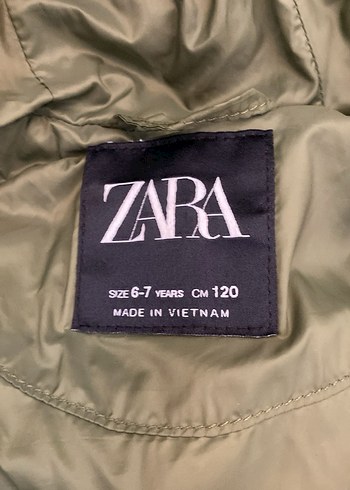 ZARA
SIZE 6-7 YEARS CM 120
MADE IN VIETNAM